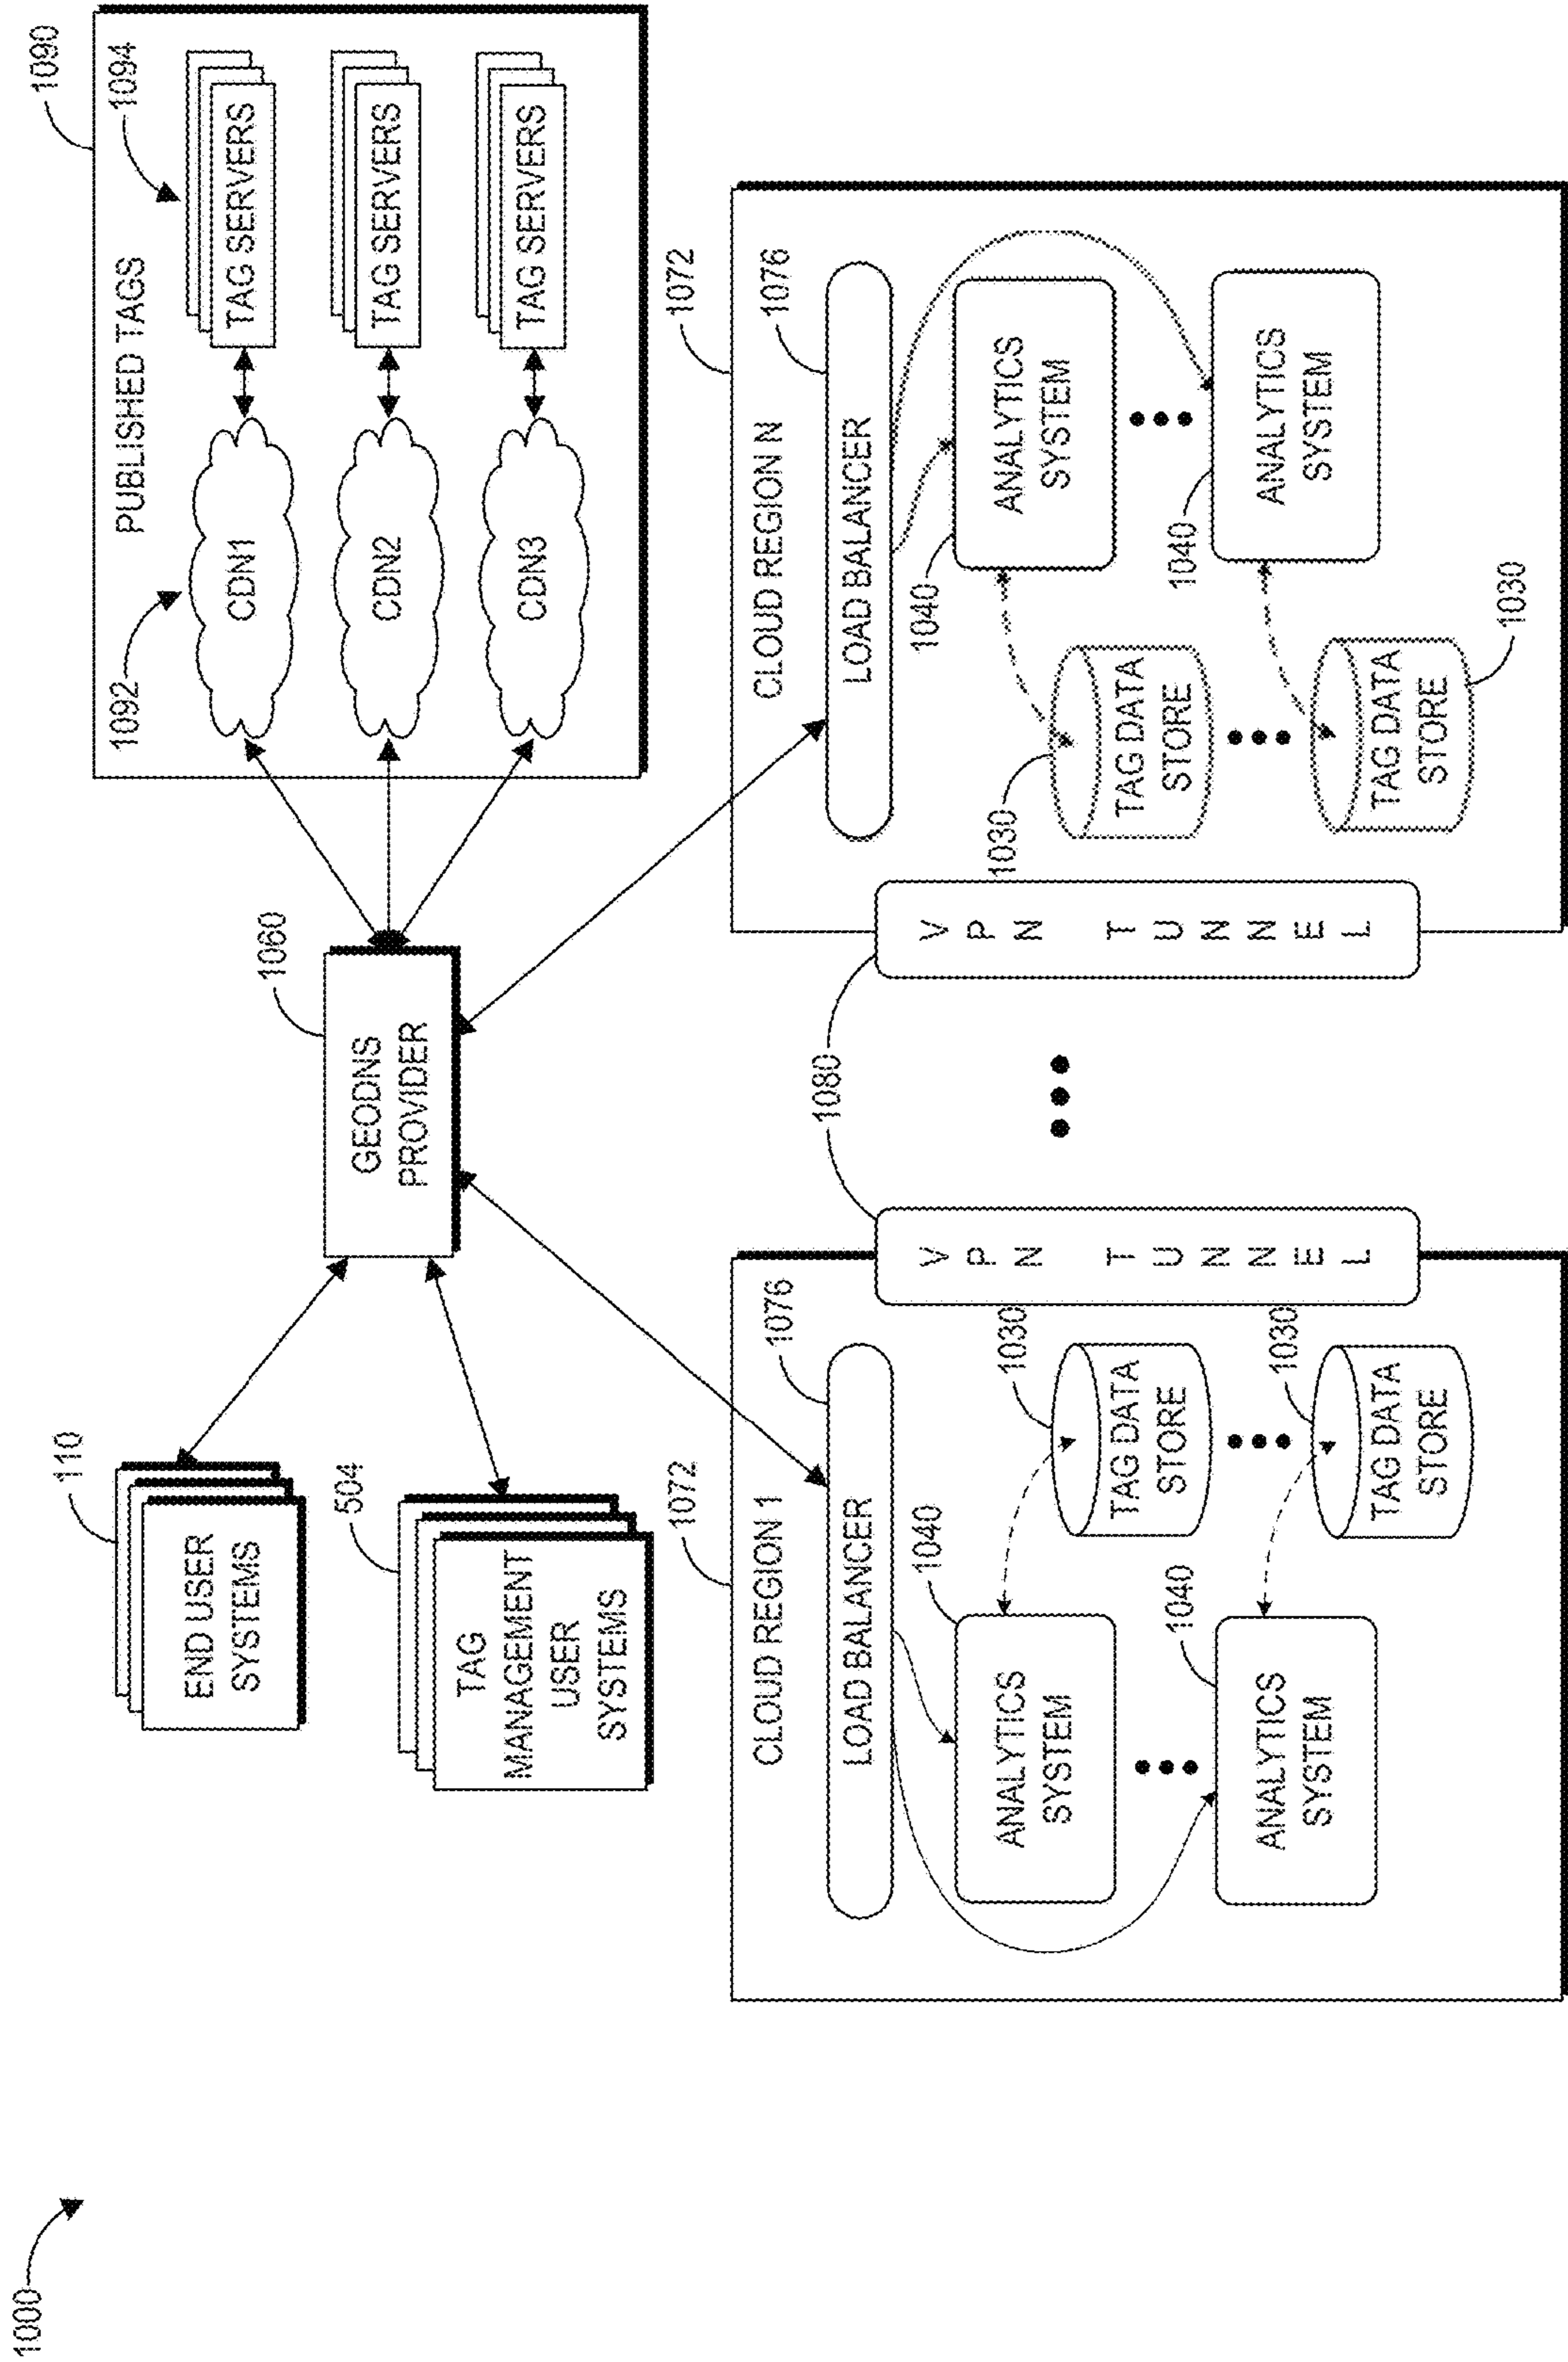 1000
110
END USER
SYSTEMS
504
TAG
MANAGEMENT
USER
SYSTEMS
1060
GEODNS
PROVIDER
1090
PUBLISHED TAGS
1092
1094
CDN1
TAG SERVERS
CDN2
TAG SERVERS
CDN3
TAG SERVERS
1072
CLOUD REGION 1
1076
LOAD BALANCER
1040
ANALYTICS
SYSTEM
1030
TAG DATA
STORE
1040
ANALYTICS
SYSTEM
1030
TAG DATA
STORE
VPN TUNNEL
1080
VPN TUNNEL
1072
CLOUD REGION N
1076
LOAD BALANCER
1030
TAG DATA
STORE
1040
ANALYTICS
SYSTEM
1030
TAG DATA
STORE
1040
ANALYTICS
SYSTEM